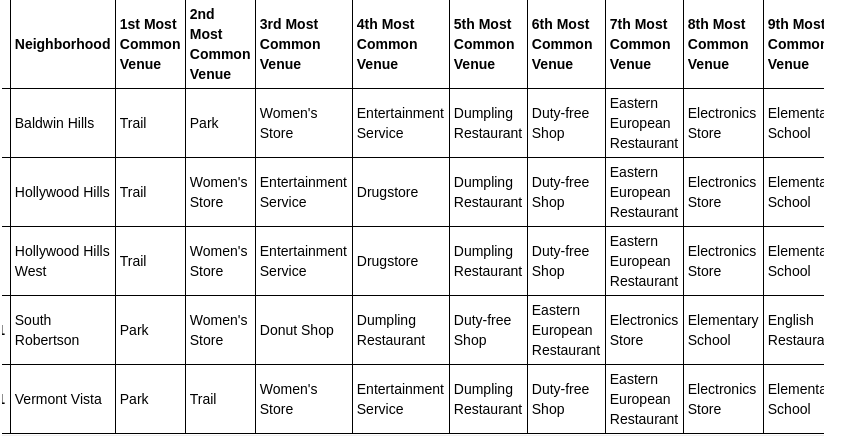 Neighborhood 1st Most Common Venue 2nd Most Common Venue 3rd Most Common Venue 4th Most Common Venue 5th Most Common Venue 6th Most Common Venue 7th Most Common Venue 8th Most Common Venue 9th Most Common Venue
Baldwin Hills Trail Park Women's Store Entertainment Service Dumpling Restaurant Duty-free Shop Eastern European Restaurant Electronics Store Elementa School
Hollywood Hills Trail Women's Store Entertainment Service Drugstore Dumpling Restaurant Duty-free Shop Eastern European Restaurant Electronics Store Elementa School
Hollywood Hills West Trail Women's Store Entertainment Service Drugstore Dumpling Restaurant Duty-free Shop Eastern European Restaurant Electronics Store Elementa School
South Robertson Park Women's Store Donut Shop Dumpling Restaurant Duty-free Shop Eastern European Restaurant Electronics Store Elementary School English Restaura
Vermont Vista Park Trail Women's Store Entertainment Service Dumpling Restaurant Duty-free Shop Eastern European Restaurant Electronics Store Elementa School